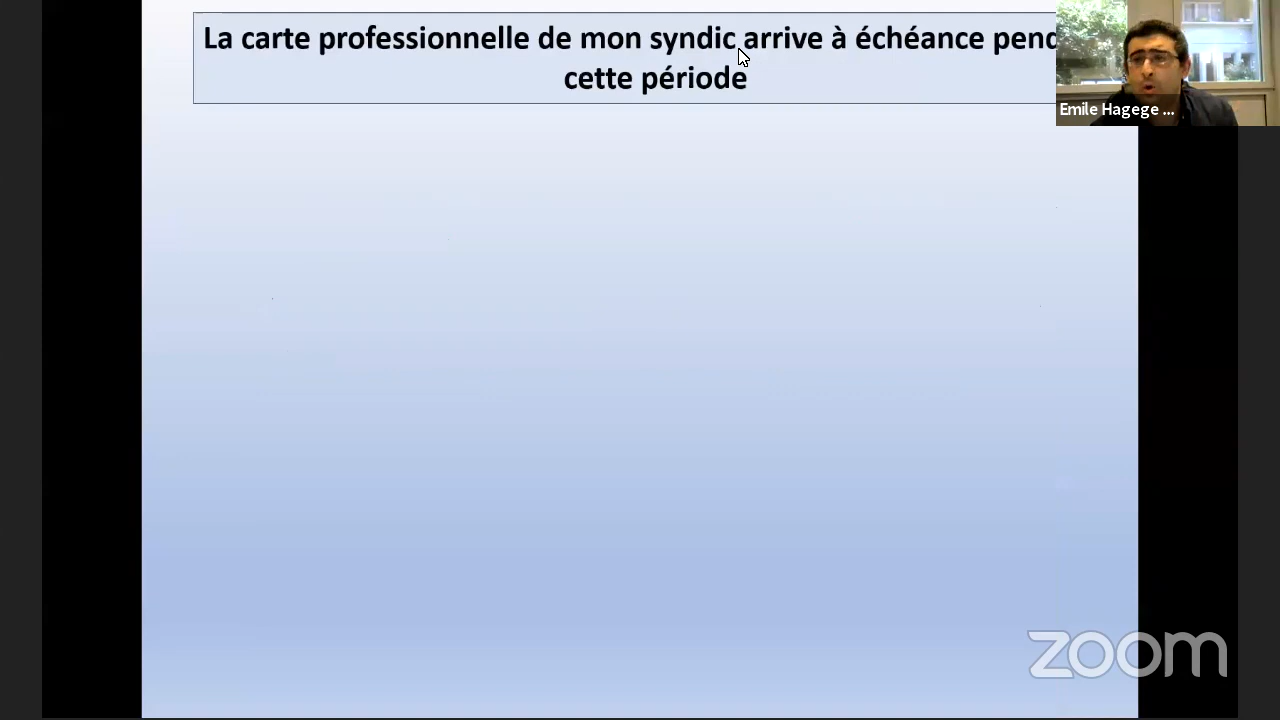 La carte professionnelle de mon syndic arrive à échéance pend
cette période
Emile Hagege ...
zoom